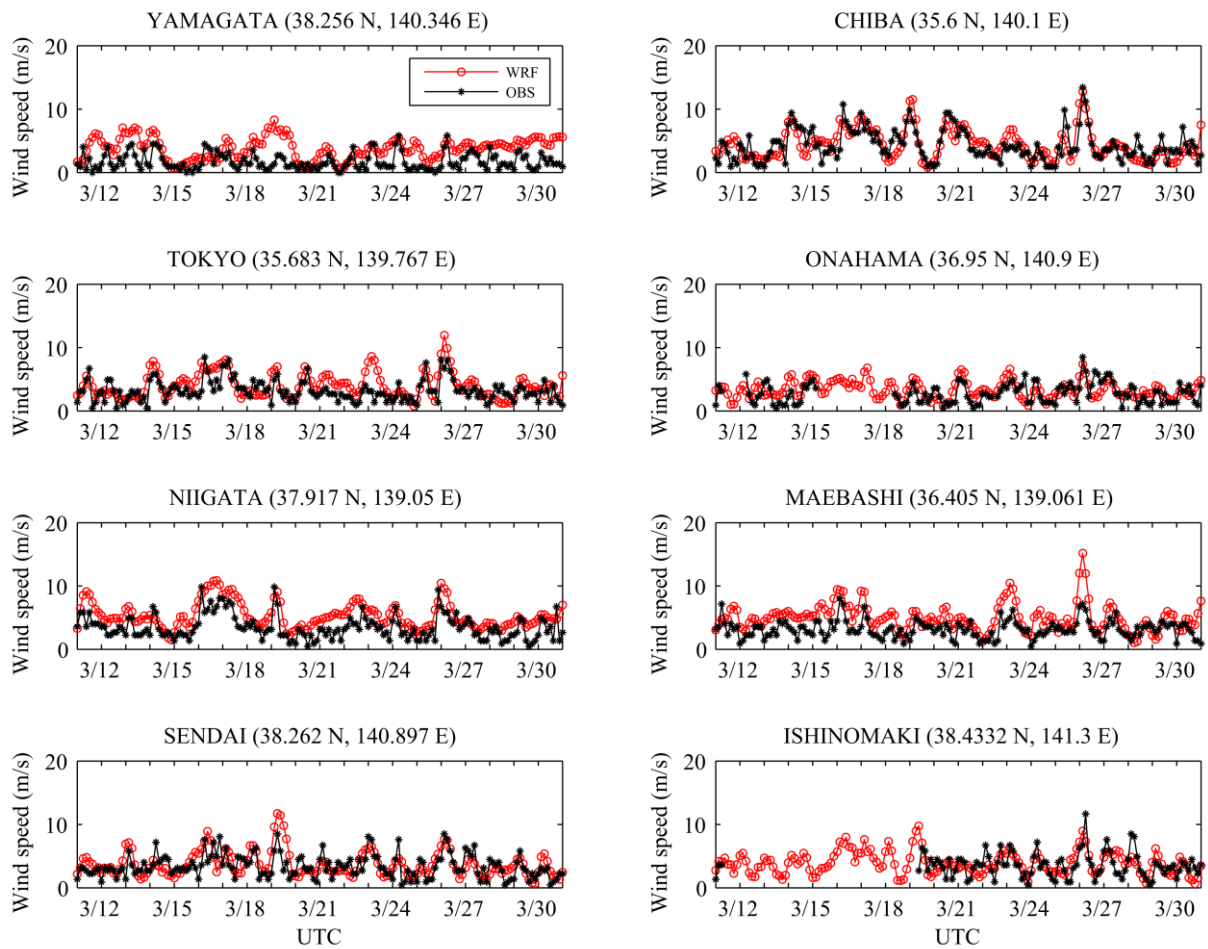 YAMAGATA (38.256 N, 140.346 E)
Wind speed (m/s)
20
10
0
WRF
OBS
3/12 3/15 3/18 3/21 3/24 3/27 3/30
CHIBA (35.6 N, 140.1 E)
Wind speed (m/s)
20
10
0
3/12 3/15 3/18 3/21 3/24 3/27 3/30
TOKYO (35.683 N, 139.767 E)
Wind speed (m/s)
20
10
0
3/12 3/15 3/18 3/21 3/24 3/27 3/30
ONAHAMA (36.95 N, 140.9 E)
Wind speed (m/s)
20
10
0
3/12 3/15 3/18 3/21 3/24 3/27 3/30
NIIGATA (37.917 N, 139.05 E)
Wind speed (m/s)
20
10
0
3/12 3/15 3/18 3/21 3/24 3/27 3/30
MAEBASHI (36.405 N, 139.061 E)
Wind speed (m/s)
20
10
0
3/12 3/15 3/18 3/21 3/24 3/27 3/30
SENDAI (38.262 N, 140.897 E)
Wind speed (m/s)
20
10
0
3/12 3/15 3/18 3/21 3/24 3/27 3/30
UTC
ISHINOMAKI (38.4332 N, 141.3 E)
Wind speed (m/s)
20
10
0
3/12 3/15 3/18 3/21 3/24 3/27 3/30
UTC